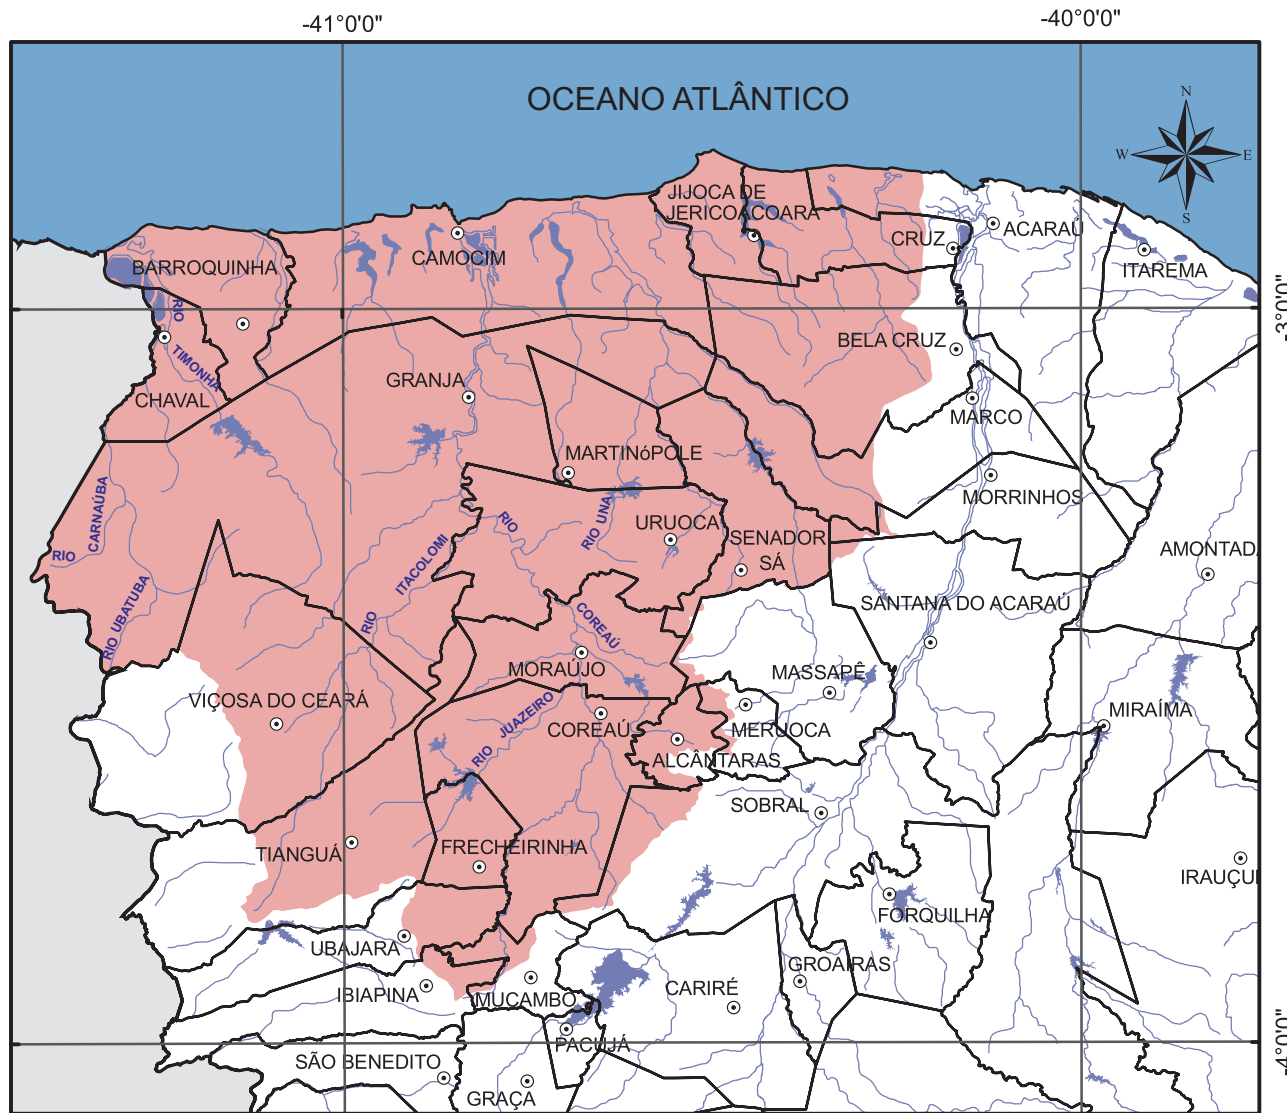 -41°0'0"
-40°0'0"
OCEANO ATLÂNTICO
N
W
E
S
JIJOCA DE
JERICOACOARA
CRUZ
ACARAÚ
ITAREMA
BARROQUINHA
CAMOCIM
-3°0'0"
RIO
TIMONHA
BELA CRUZ
GRANJA
CHAVAL
MARCO
MARTINóPOLE
MORRINHOS
CARNAÚBA
RIO
RIO UNA
RIO
URUOCA
SENADOR
SÁ
AMONTADA
ITACOLOMI
RIO
RIO UBATUBA
COREAÚ
SANTANA DO ACARAÚ
MORAÚJO
MASSAPÊ
VIÇOSA DO CEARÁ
RIO JUAZEIRO
COREAÚ
MERUOCA
MIRAÍMA
ALCÂNTARAS
SOBRAL
TIANGUÁ
FRECHEIRINHA
IRAUÇU
FORQUILHA
UBAJARA
GROAÍRAS
IBIAPINA
MUCAMBO
CARIRÉ
PACUJÁ
-4°0'0"
SÃO BENEDITO
GRAÇA